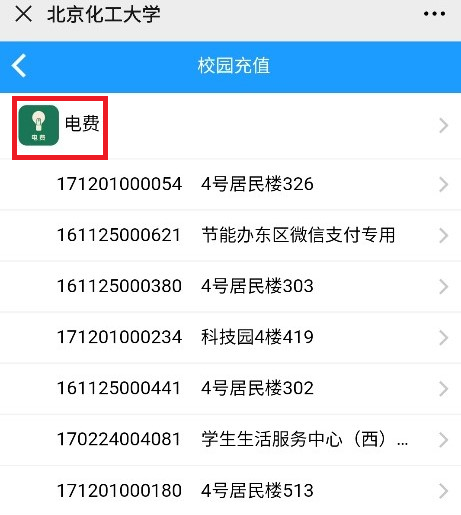 北京化工大学
校园充值
电费 电费
171201000054 4号居民楼326
161125000621 节能办东区微信支付专用
161125000380 4号居民楼303
171201000234 科技园4楼419
161125000441 4号居民楼302
170224004081 学生生活服务中心（西）...
171201000180 4号居民楼513